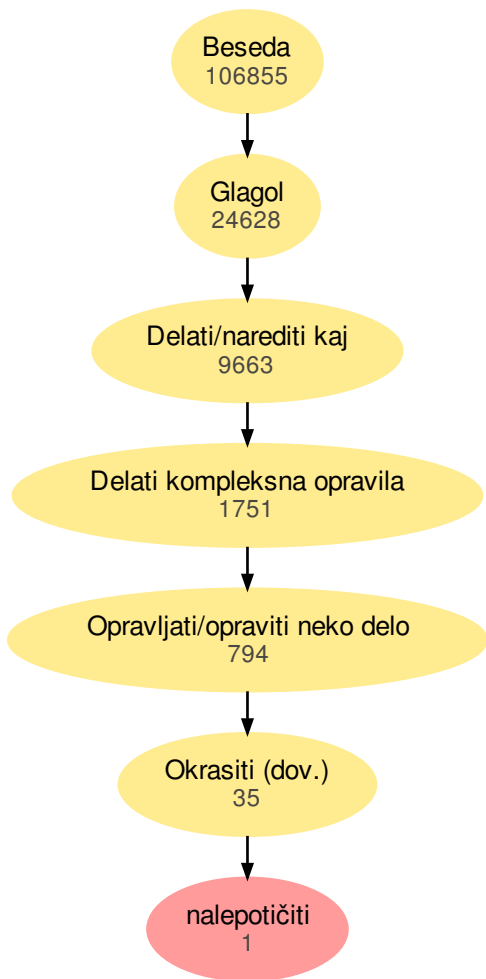 Beseda
106855
Glagol
24628
Delati/narediti kaj
9663
Delati kompleksna opravila
1751
Opravljati/opraviti neko delo
794
Okrasiti (dov.)
35
nalepotičiti
1